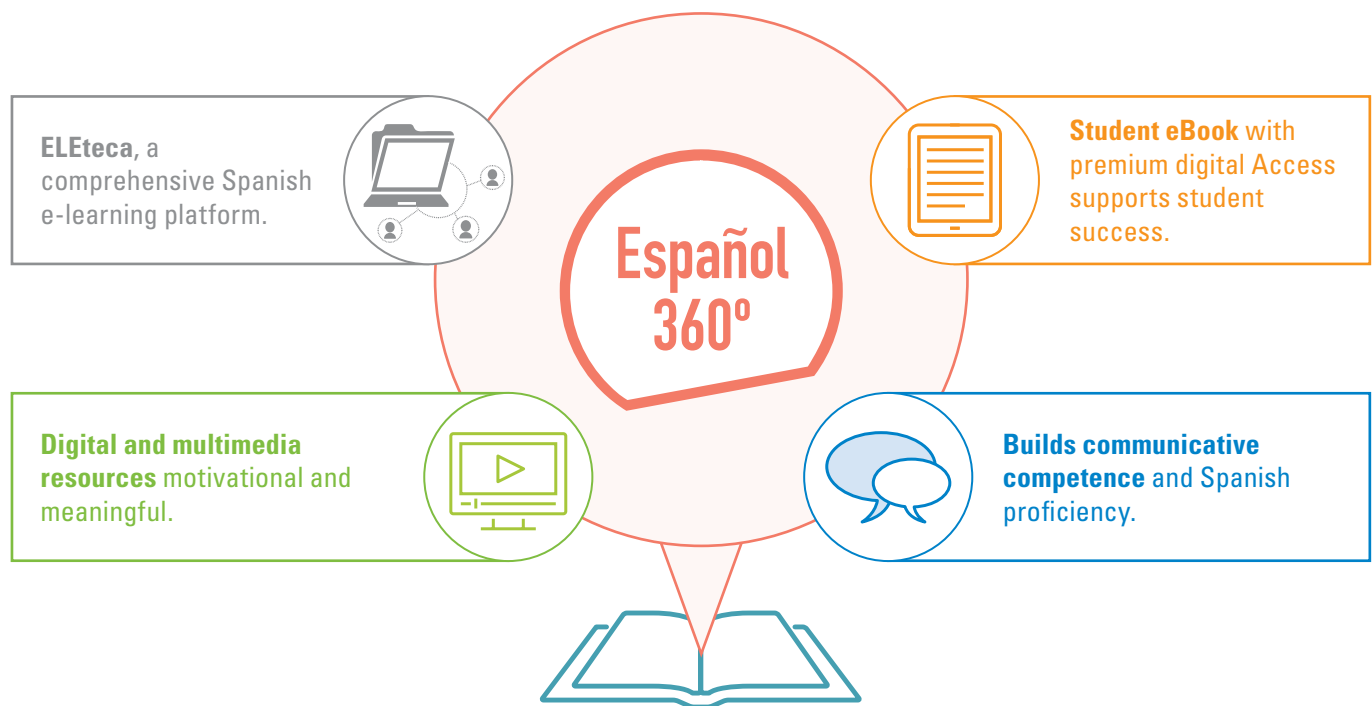 ELEteca, a
comprehensive Spanish
e-learning platform.
Student eBook with
premium digital Access
supports student
success.
Español
360º
Digital and multimedia
resources motivational and
meaningful.
Builds communicative
competence and Spanish
proficiency.